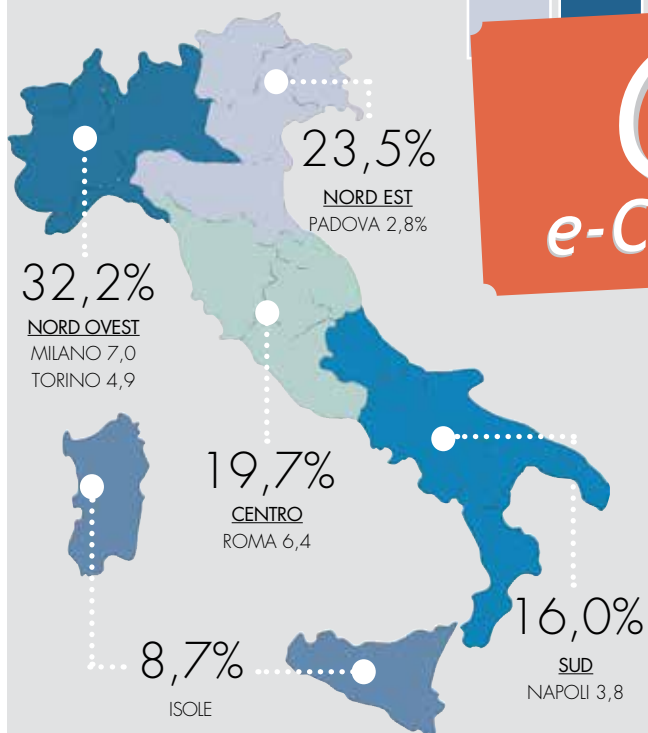 23,5%
NORD EST
PADOVA 2,8%
e-C
32,2%
NORD OVEST
MILANO 7,0
TORINO 4,9
19,7%
CENTRO
ROMA 6,4
16,0%
SUD
NAPOLI 3,8
8,7%
ISOLE